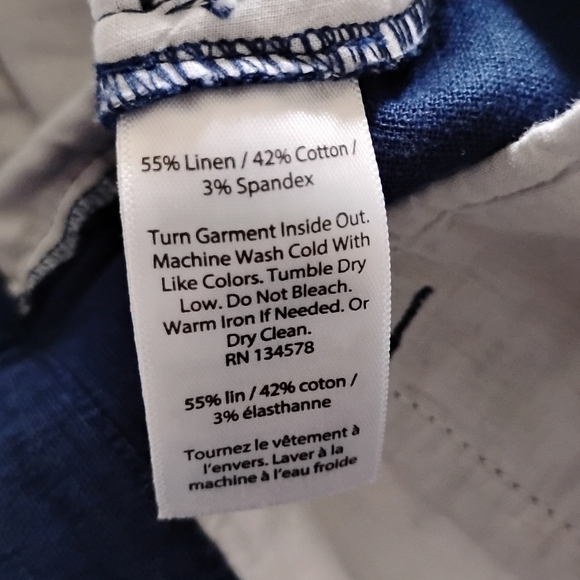 55% Linen / 42% Cotton /
3% Spandex
Turn Garment Inside Out.
Machine Wash Cold With
Like Colors. Tumble Dry
Low. Do Not Bleach.
Warm Iron If Needed. Or
Dry Clean.
RN 134578
55% lin / 42% coton /
3% élasthanne
Tournez le vêtement à
l'envers. Laver à la
machine à l'eau froide